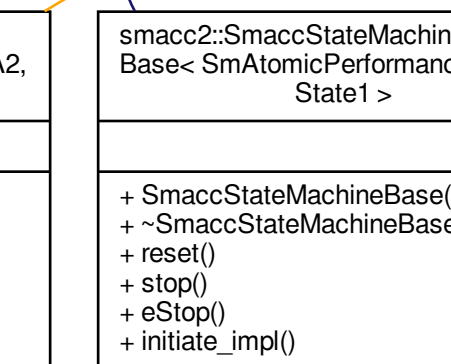 A2,
smacc2::SmaccStateMachin
Base< SmAtomicPerformanc
State1 >
+ SmaccStateMachineBase(
+ ~SmaccStateMachineBase
+ reset()
+ stop()
+ eStop()
+ initiate_impl()